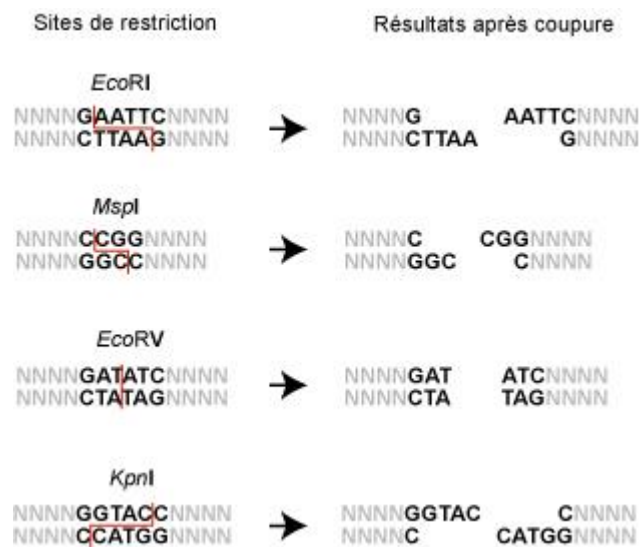 Sites de restriction Résultats après coupure
EcoRI
NNNNGAATTCNNNN NNNNG AATTCNNNN
NNNNCTTAAGNNNN NNNNCTTAA GNNNN
MspI
NNNNCCGGNNNN NNNNC CGGNNNN
NNNNGGCCNNNN NNNNGGC CNNNN
EcoRV
NNNNGATATCNNNN NNNNGAT ATCNNNN
NNNNCTATAGNNNN NNNNCTA TAGNNNN
KpnI
NNNNGGTACCNNNN NNNNGGTAC CNNNN
NNNNCCATGGNNNN NNNNC CATGGNNNN